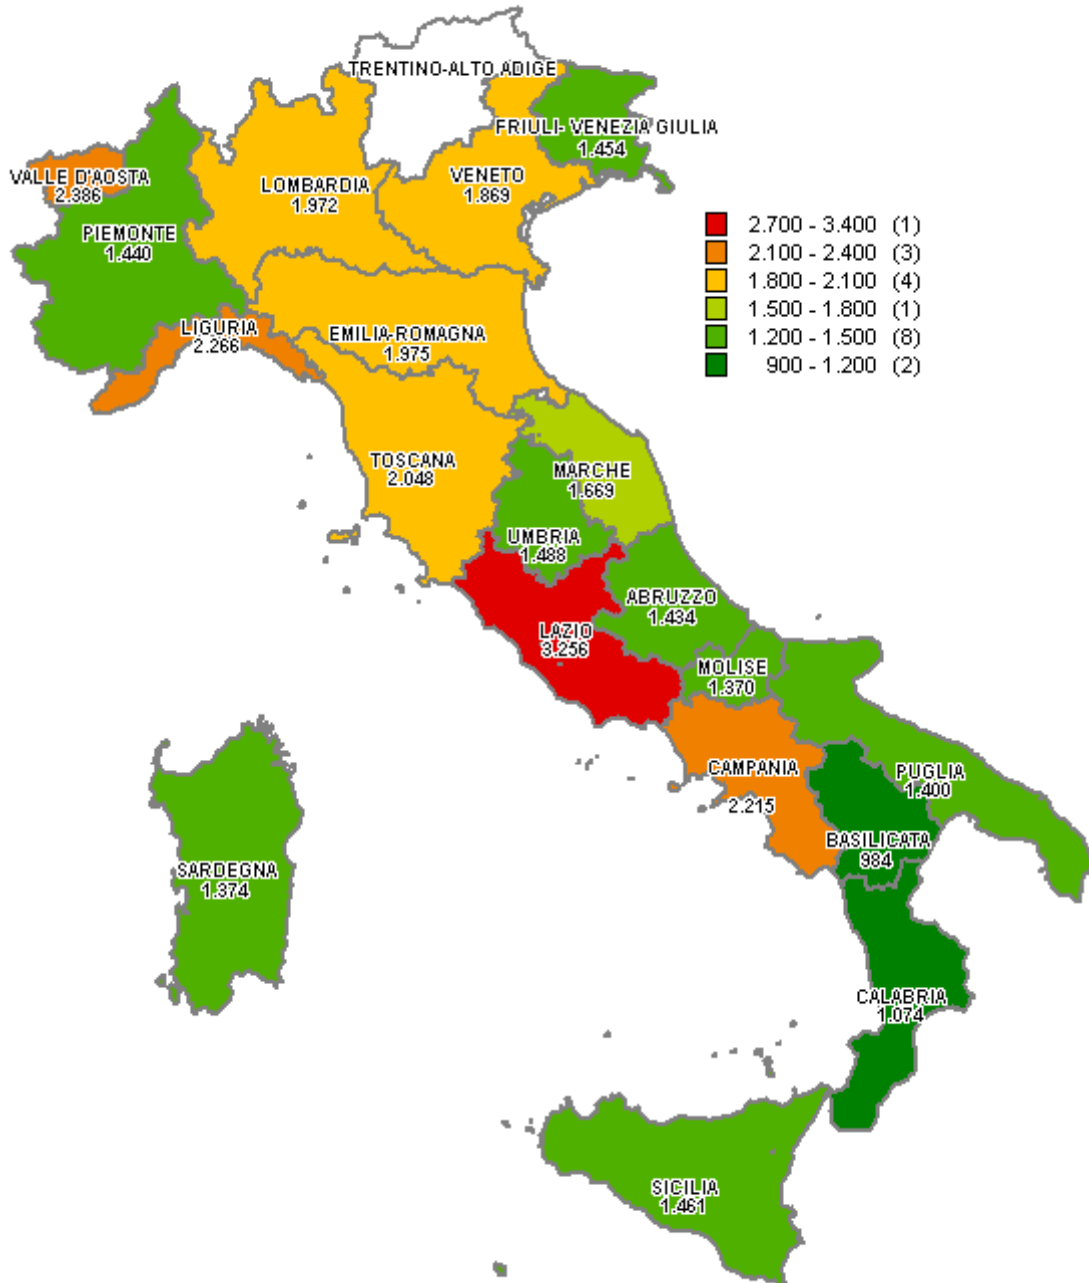 TRENTINO-ALTO ADIGE
FRIULI- VENEZIA GIULIA
1.454
VALLE D'AOSTA
2.386
LOMBARDIA
1.972
VENETO
1.869
PIEMONTE
1.440
2.700 - 3.400 (1)
2.100 - 2.400 (3)
1.800 - 2.100 (4)
1.500 - 1.800 (1)
1.200 - 1.500 (8)
900 - 1.200 (2)
LIGURIA
2.266
EMILIA-ROMAGNA
1.975
TOSCANA
2.048
MARCHE
1.669
UMBRIA
1.488
ABRUZZO
1.434
LAZIO
3.256
MOLISE
1.370
CAMPANIA
2.215
PUGLIA
1.400
BASILICATA
984
SARDEGNA
1.374
CALABRIA
1.074
SICILIA
1.461